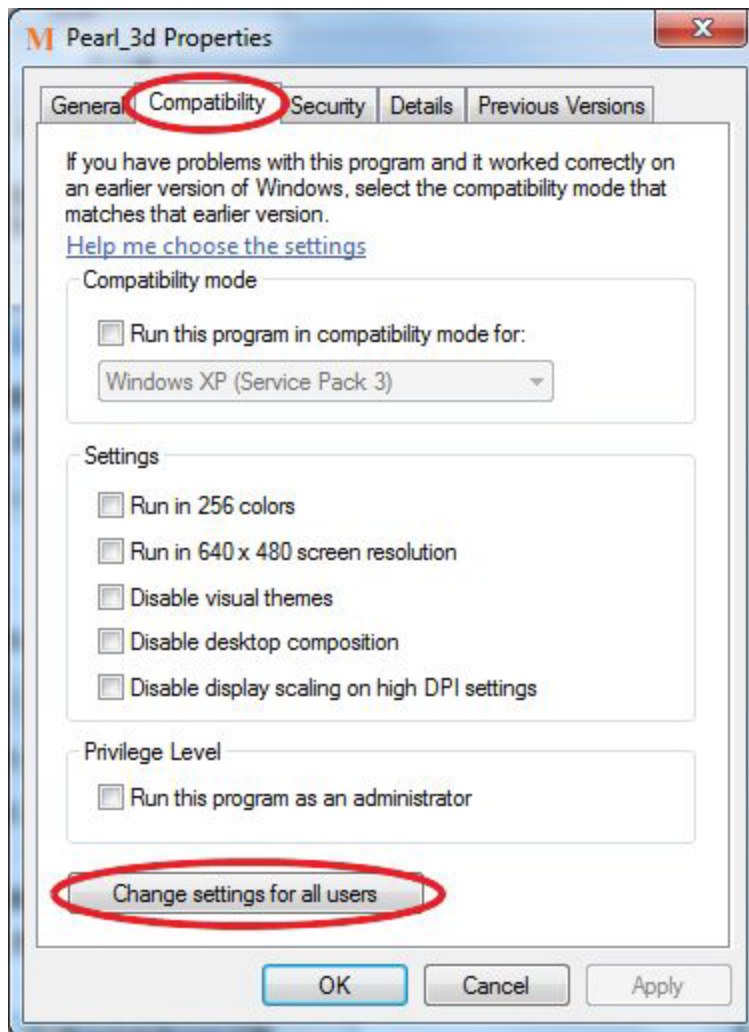 M Pearl_3d Properties
General Compatibility Security Details Previous Versions
If you have problems with this program and it worked correctly on
an earlier version of Windows, select the compatibility mode that
matches that earlier version.
Help me choose the settings
Compatibility mode
Run this program in compatibility mode for:
Windows XP (Service Pack 3)
Settings
Run in 256 colors
Run in 640 x 480 screen resolution
Disable visual themes
Disable desktop composition
Disable display scaling on high DPI settings
Privilege Level
Run this program as an administrator
Change settings for all users
OK Cancel Apply